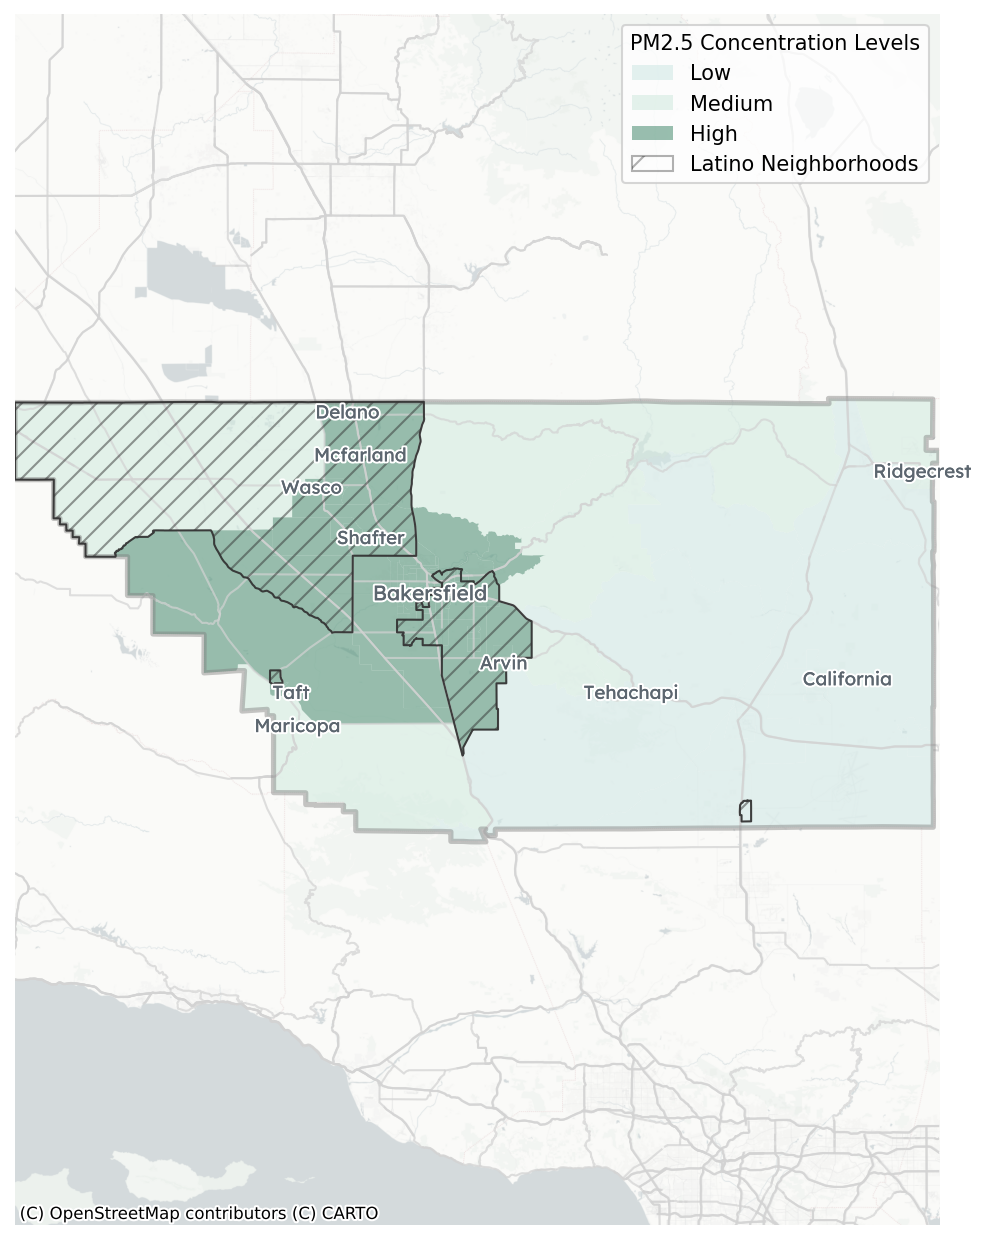 PM2.5 Concentration Levels
Low
Medium
High
Latino Neighborhoods
Delano
Mcfarland
Ridgecrest
Wasco
Shafter
Bakersfield
Arvin
California
Taft
Tehachapi
Maricopa
(C) OpenStreetMap contributors (C) CARTO